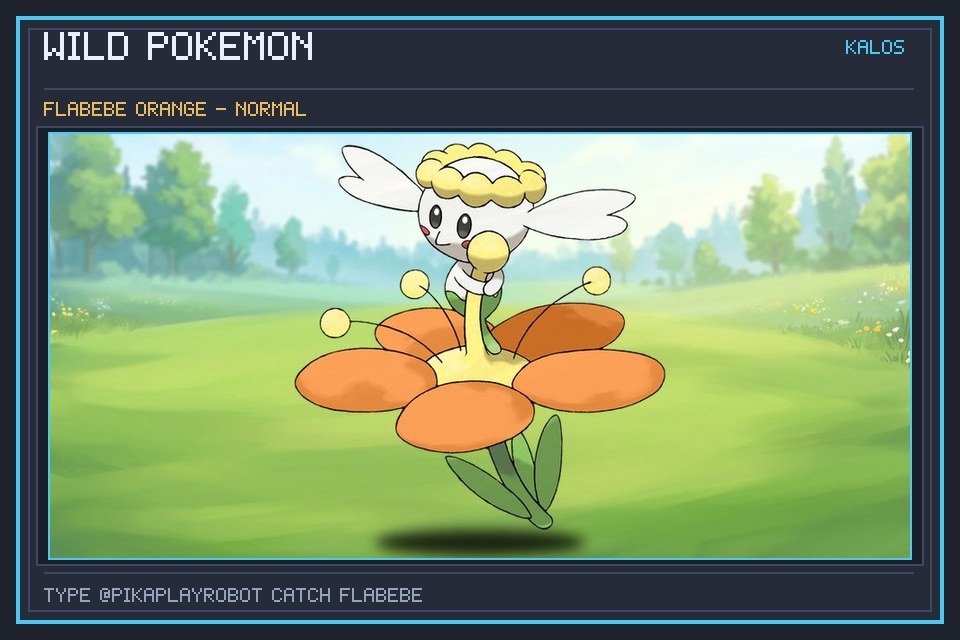 WILD POKEMON
KALOS
FLABEBE ORANGE - NORMAL
TYPE @PIKAPLAYROBOT CATCH FLABEBE